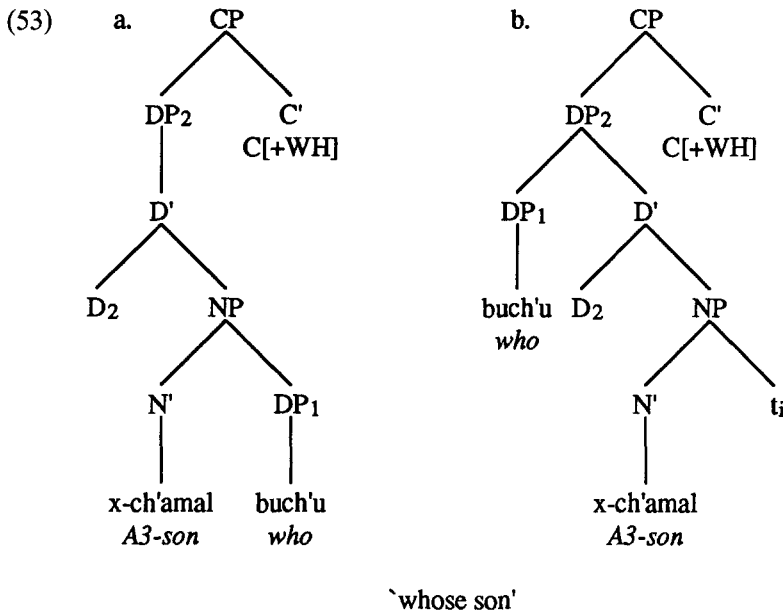 (53) a. CP b. CP
DP2 C' DP2 C'
C[+WH] C[+WH]
D' DP1 D'
D2 NP buch'u D2 NP
who
N' DP1 N' ti
x-ch'amal buch'u x-ch'amal
A3-son who A3-son
`whose son'